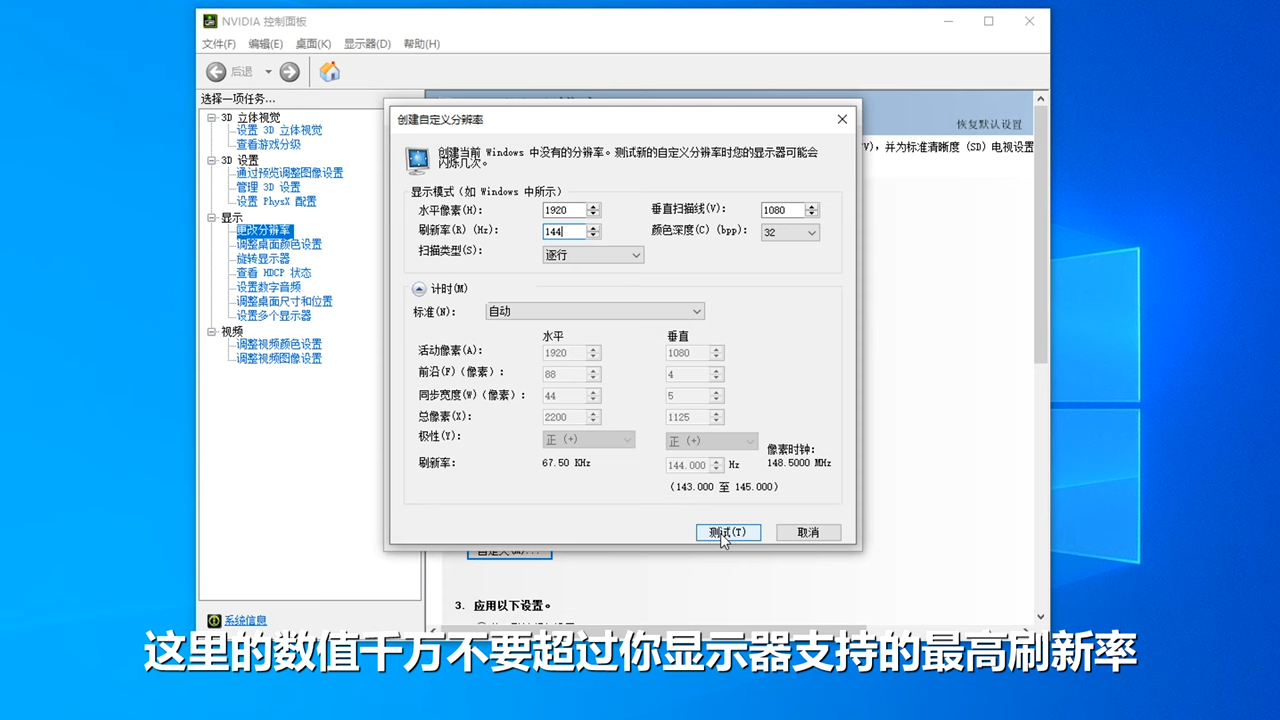 NVIDIA 控制面板
文件(F) 编辑(E) 桌面(K) 显示器(D) 帮助(H)
后退
选择一项任务...
3D 立体视觉
设置 3D 立体视觉
查看游戏分级
3D 设置
通过预览调整图像设置
管理 3D 设置
设置 PhysX 配置
显示
更改分辨率
调整桌面颜色设置
旋转显示器
查看 HDCP 状态
设置数字音频
调整桌面尺寸和位置
设置多个显示器
视频
调整视频颜色设置
调整视频图像设置
系统信息
恢复默认设置
V)，并为标准清晰度 (SD) 电视设置
创建自定义分辨率
创建当前 Windows 中没有的分辨率。测试新的自定义分辨率时您的显示器可能会
闪烁几次。
显示模式（如 Windows 中所示）
水平像素(H): 1920 垂直扫描线(V): 1080
刷新率(R) (Hz): 144 颜色深度(C) (bpp): 32
扫描类型(S): 逐行
计时(M)
标准(N): 自动
水平 垂直
活动像素(A): 1920 1080
前沿(F)（像素）: 88 4
同步宽度(W)（像素）: 44 5
总像素(X): 2200 1125
极性(Y): 正 (+) 正 (+) 像素时钟:
刷新率: 67.50 KHz 144.000 Hz 148.5000 MHz
(143.000 至 145.000)
测试(T) 取消
3. 应用以下设置。
这里的数值千万不要超过你显示器支持的最高刷新率